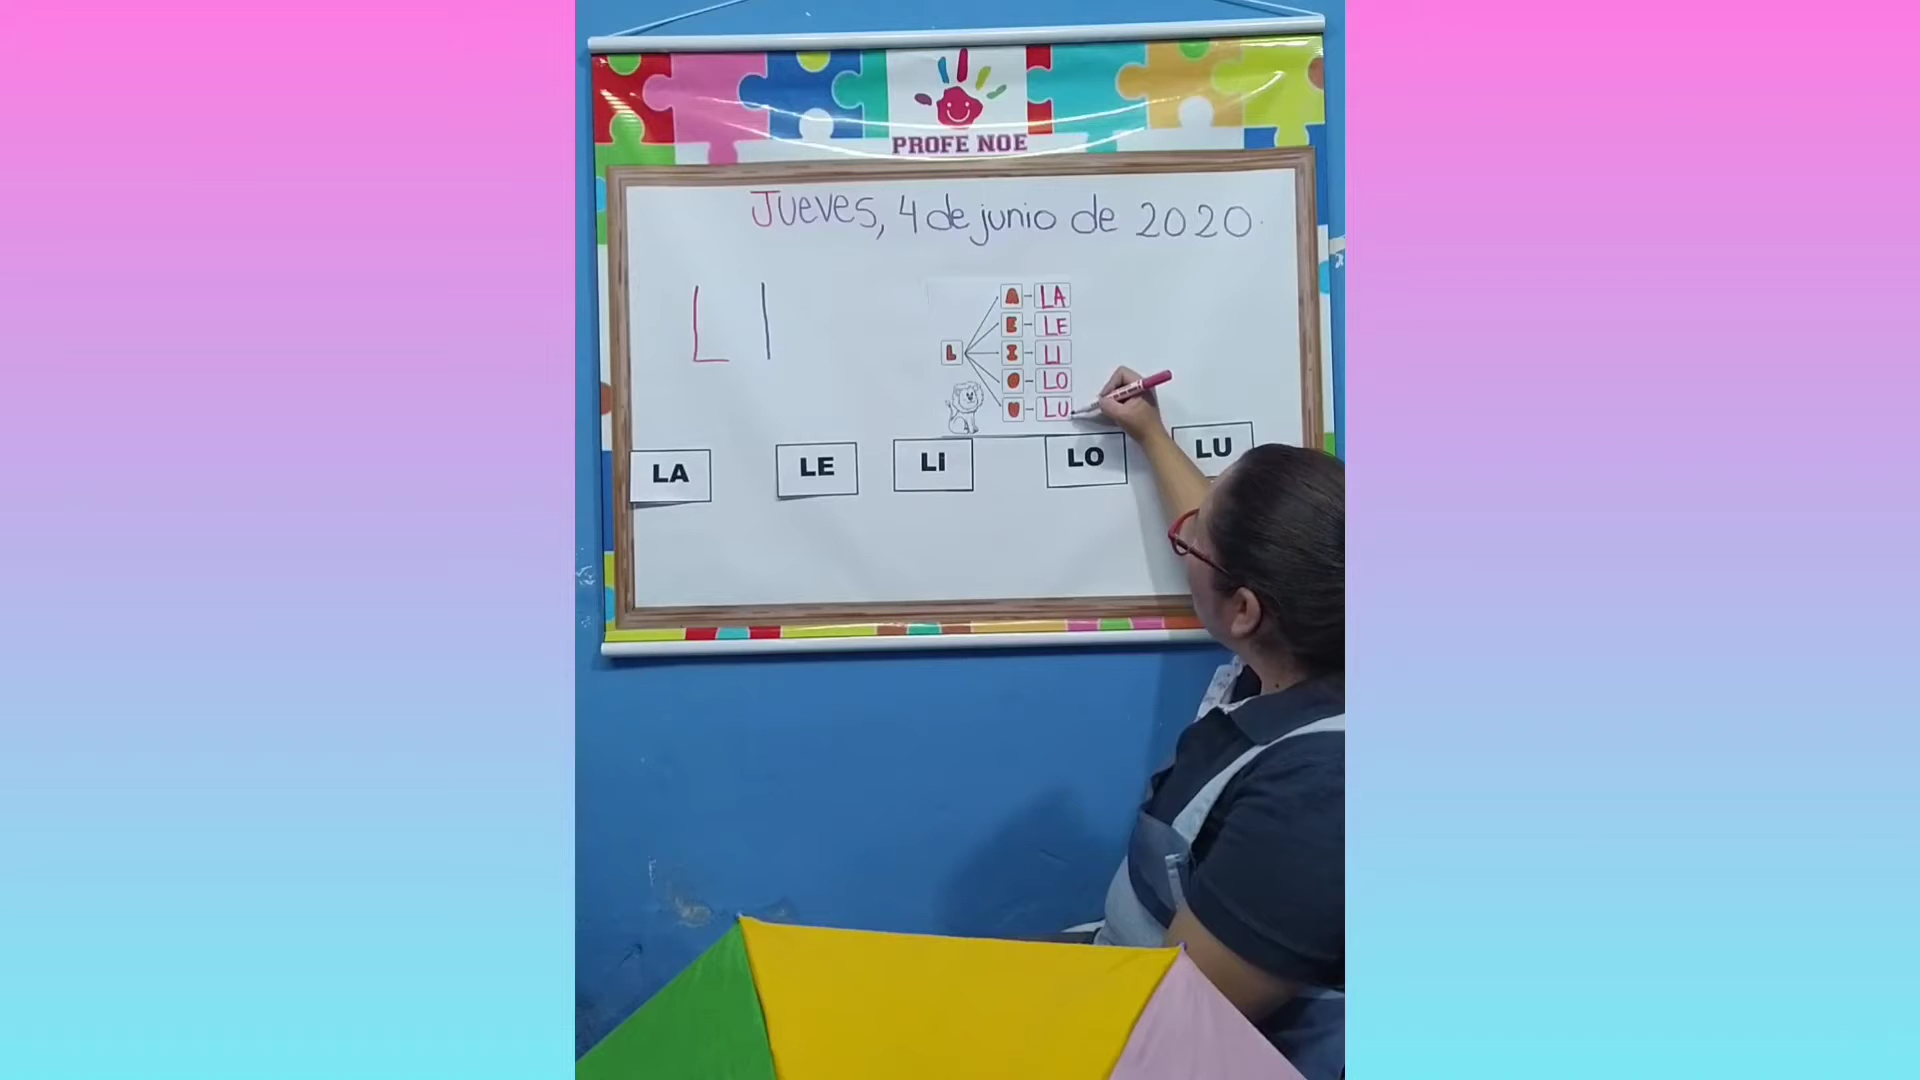 PROFE NOE
Jueves, 4 de junio de 2020.
L l
A - LA
E - LE
L I - LI
O - LO
U - LU
LA LE Li LO LU